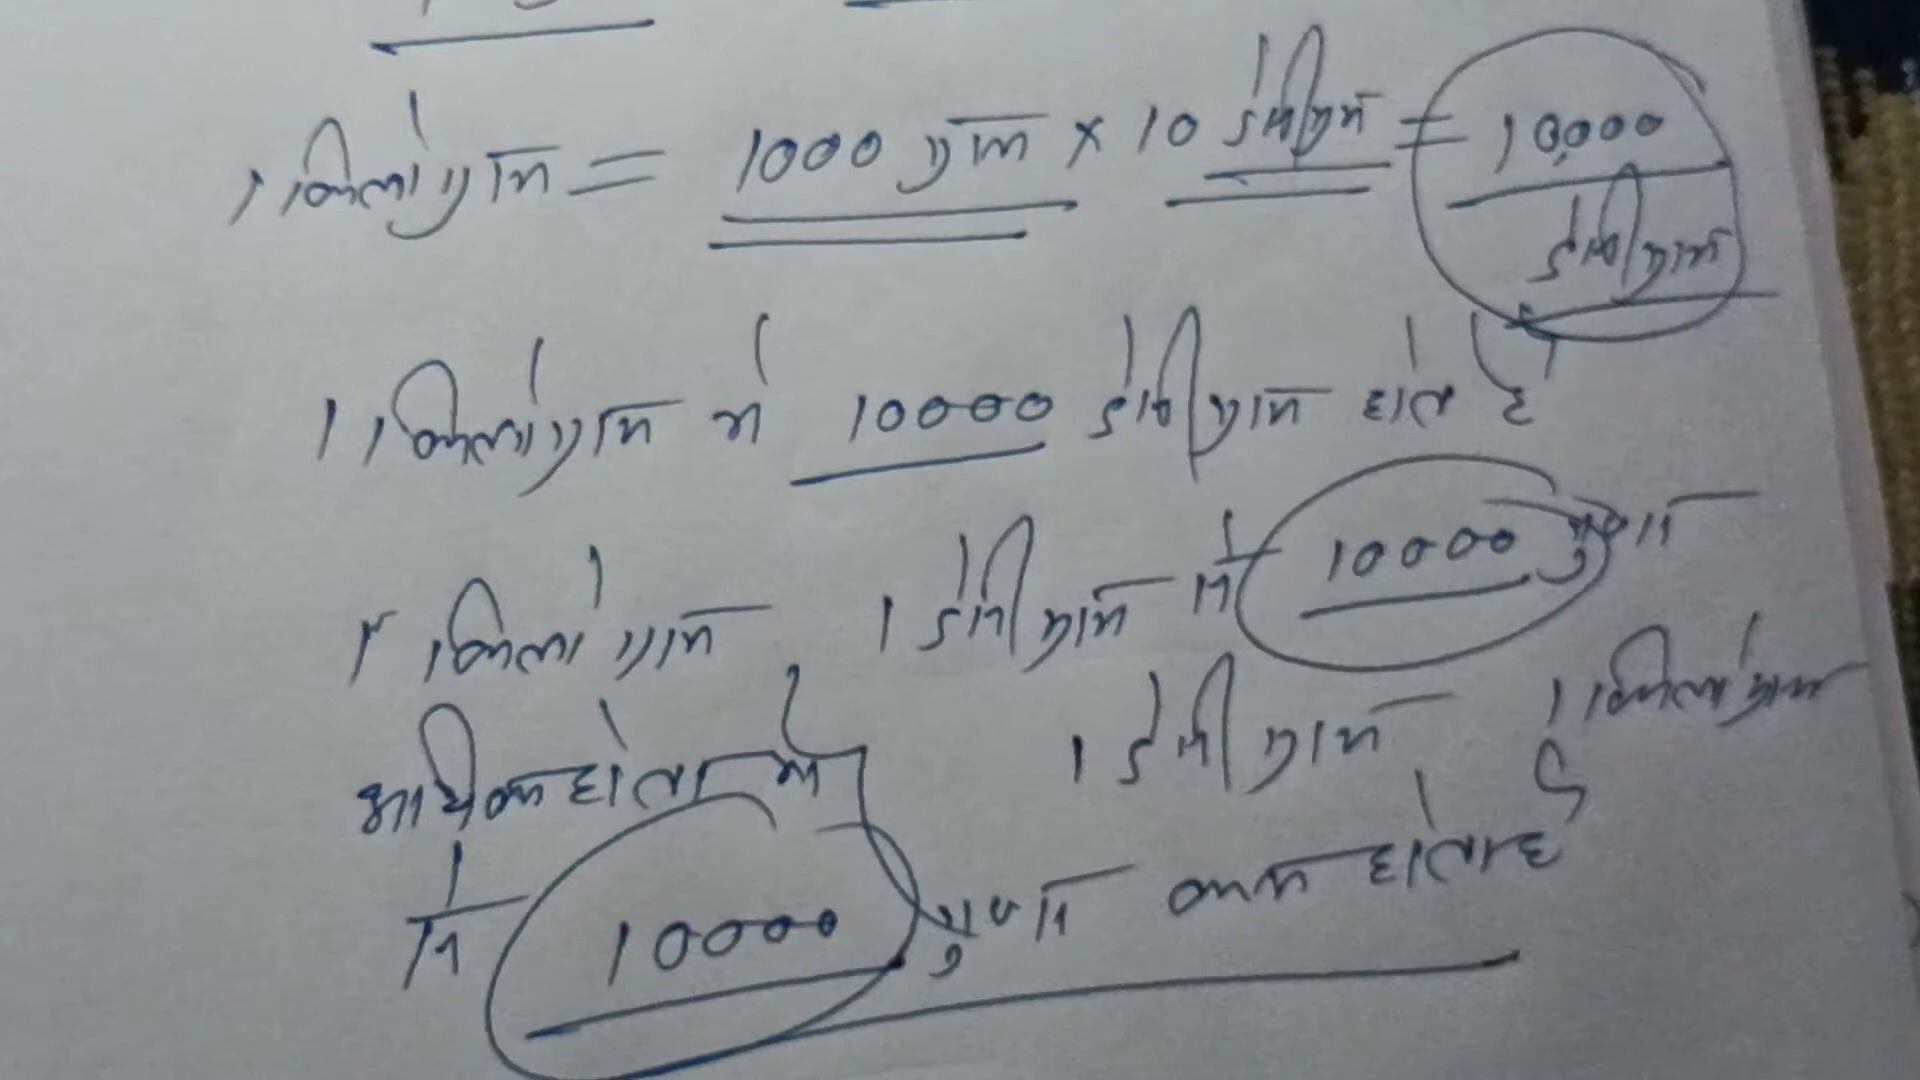 1 किलोग्राम = 1000 ग्राम × 10 डेसीग्राम = 10,000
डेसीग्राम
1 किलोग्राम में 10000 डेसीग्राम होते हैं
1 किलोग्राम 1 डेसीग्राम से 10000 गुणा
अधिक होता है 1 डेसीग्राम 1 किलोग्राम
से 10000 गुणा कम होता है